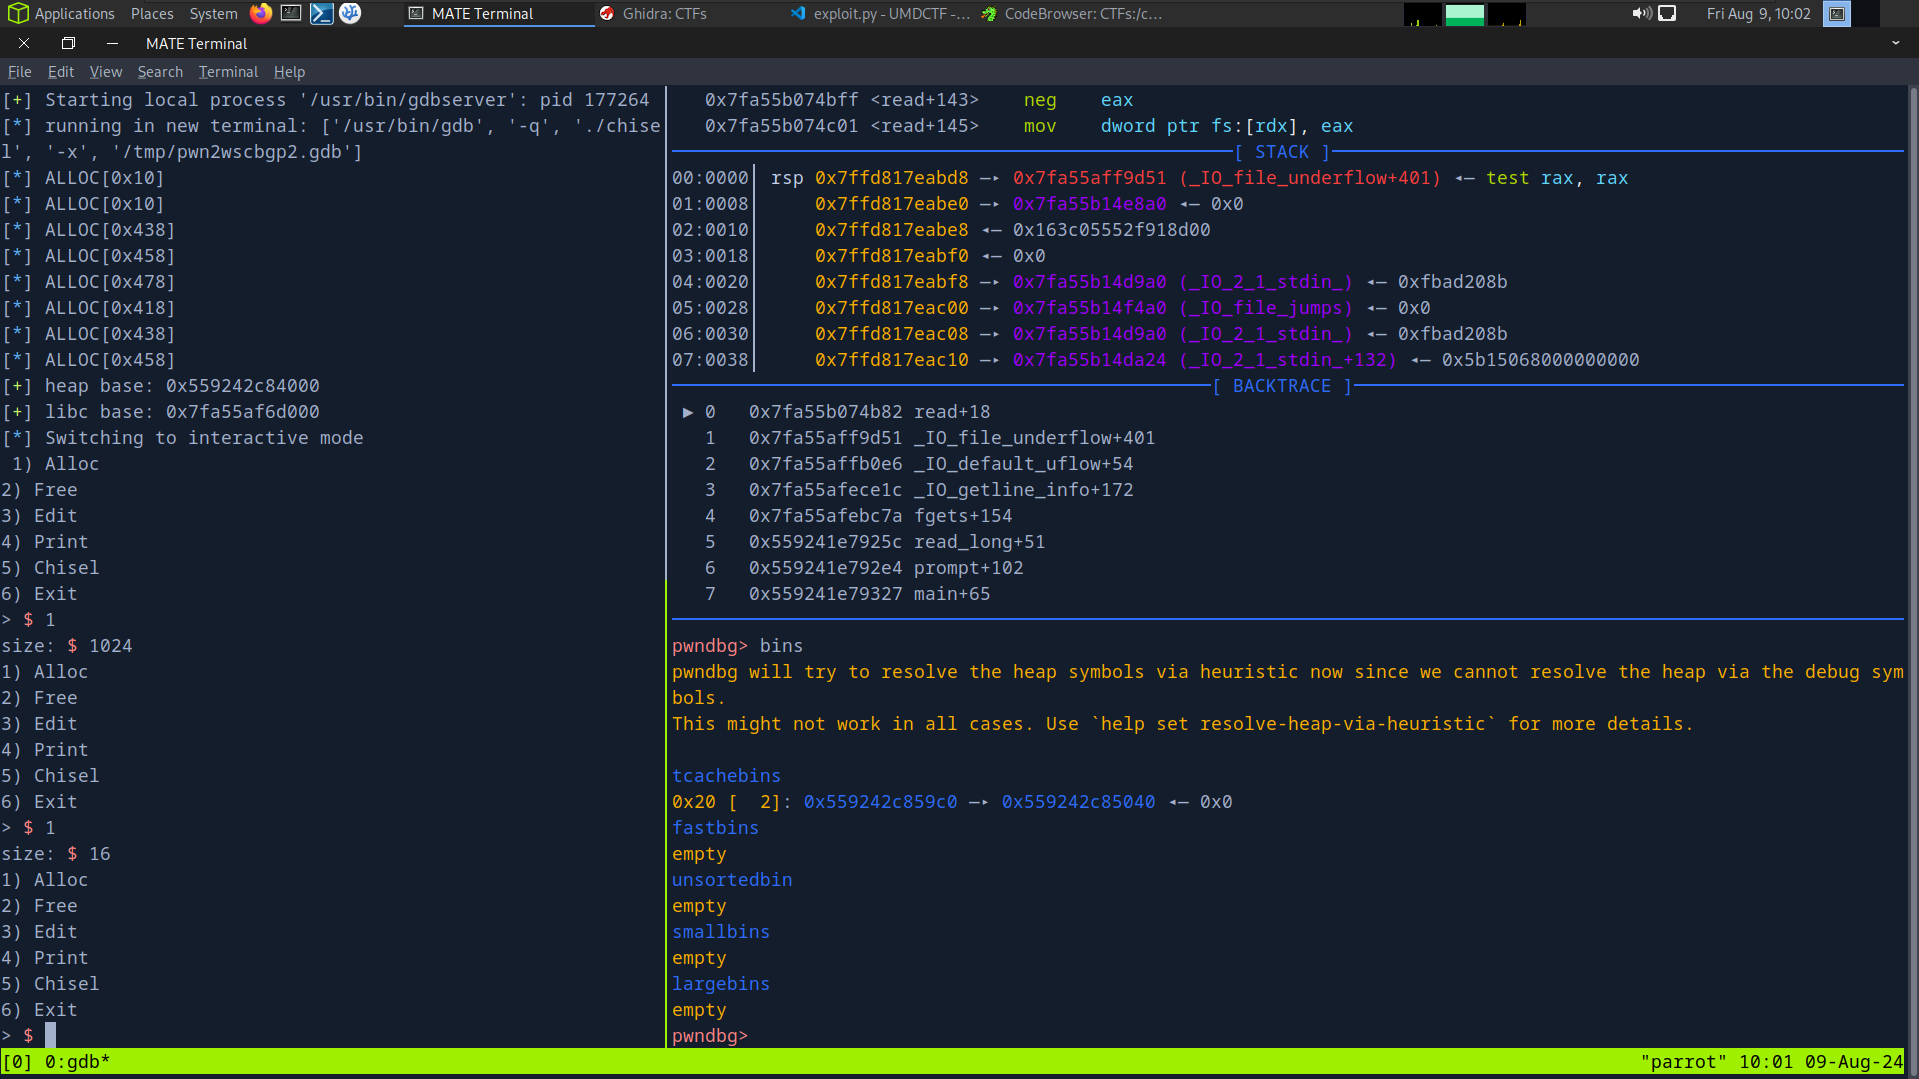 Applications Places System MATE Terminal Ghidra: CTFs exploit.py - UMDCTF -... CodeBrowser: CTFs:/c... Fri Aug 9, 10:02
MATE Terminal
File Edit View Search Terminal Help
[+] Starting local process '/usr/bin/gdbserver': pid 177264
[*] running in new terminal: ['/usr/bin/gdb', '-q', './chise
l', '-x', '/tmp/pwn2wscbgp2.gdb']
[*] ALLOC[0x10]
[*] ALLOC[0x10]
[*] ALLOC[0x438]
[*] ALLOC[0x458]
[*] ALLOC[0x478]
[*] ALLOC[0x418]
[*] ALLOC[0x438]
[*] ALLOC[0x458]
[+] heap base: 0x559242c84000
[+] libc base: 0x7fa55af6d000
[*] Switching to interactive mode
 1) Alloc
2) Free
3) Edit
4) Print
5) Chisel
6) Exit
> $ 1
size: $ 1024
1) Alloc
2) Free
3) Edit
4) Print
5) Chisel
6) Exit
> $ 1
size: $ 16
1) Alloc
2) Free
3) Edit
4) Print
5) Chisel
6) Exit
> $
0x7fa55b074bff <read+143> neg eax
0x7fa55b074c01 <read+145> mov dword ptr fs:[rdx], eax
[ STACK ]
00:0000│ rsp 0x7ffd817eabd8 —▸ 0x7fa55aff9d51 (_IO_file_underflow+401) ◂— test rax, rax
01:0008│ 0x7ffd817eabe0 —▸ 0x7fa55b14e8a0 ◂— 0x0
02:0010│ 0x7ffd817eabe8 ◂— 0x163c05552f918d00
03:0018│ 0x7ffd817eabf0 ◂— 0x0
04:0020│ 0x7ffd817eabf8 —▸ 0x7fa55b14d9a0 (_IO_2_1_stdin_) ◂— 0xfbad208b
05:0028│ 0x7ffd817eac00 —▸ 0x7fa55b14f4a0 (_IO_file_jumps) ◂— 0x0
06:0030│ 0x7ffd817eac08 —▸ 0x7fa55b14d9a0 (_IO_2_1_stdin_) ◂— 0xfbad208b
07:0038│ 0x7ffd817eac10 —▸ 0x7fa55b14da24 (_IO_2_1_stdin_+132) ◂— 0x5b15068000000000
[ BACKTRACE ]
► 0 0x7fa55b074b82 read+18
1 0x7fa55aff9d51 _IO_file_underflow+401
2 0x7fa55affb0e6 _IO_default_uflow+54
3 0x7fa55afece1c _IO_getline_info+172
4 0x7fa55afebc7a fgets+154
5 0x559241e7925c read_long+51
6 0x559241e792e4 prompt+102
7 0x559241e79327 main+65
pwndbg> bins
pwndbg will try to resolve the heap symbols via heuristic now since we cannot resolve the heap via the debug sym
bols.
This might not work in all cases. Use `help set resolve-heap-via-heuristic` for more details.
tcachebins
0x20 [  2]: 0x559242c859c0 —▸ 0x559242c85040 ◂— 0x0
fastbins
empty
unsortedbin
empty
smallbins
empty
largebins
empty
pwndbg>
[0] 0:gdb* "parrot" 10:01 09-Aug-24